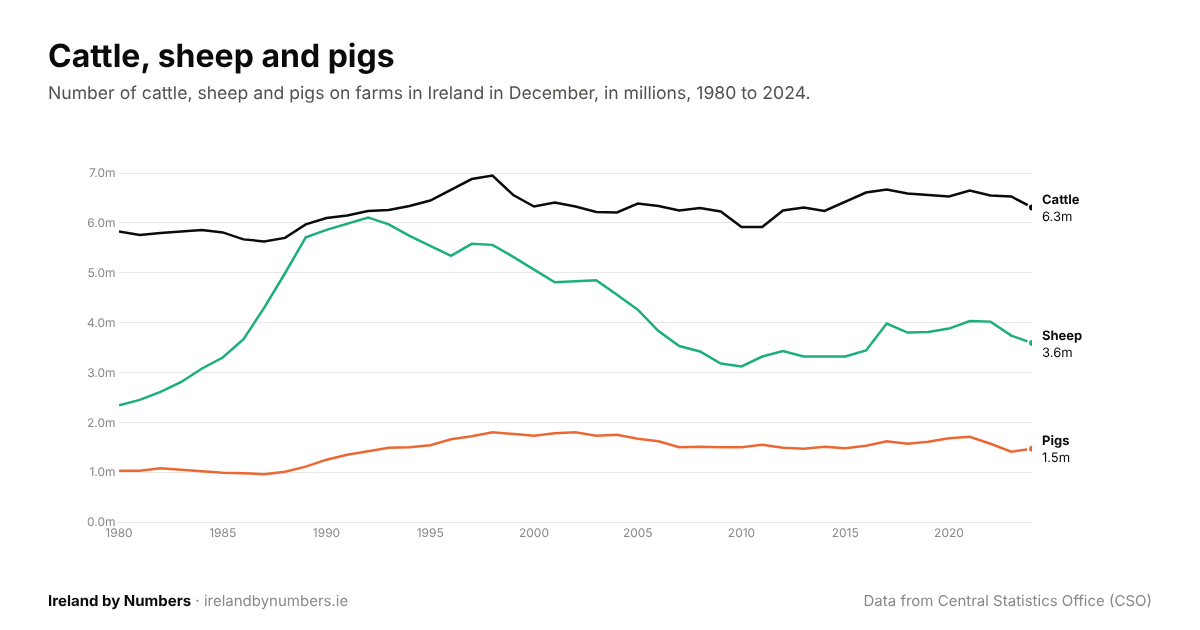 Cattle, sheep and pigs
Number of cattle, sheep and pigs on farms in Ireland in December, in millions, 1980 to 2024.
7.0m
6.0m
5.0m
4.0m
3.0m
2.0m
1.0m
0.0m
Cattle
6.3m
Sheep
3.6m
Pigs
1.5m
1980 1985 1990 1995 2000 2005 2010 2015 2020
Ireland by Numbers · irelandbynumbers.ie
Data from Central Statistics Office (CSO)